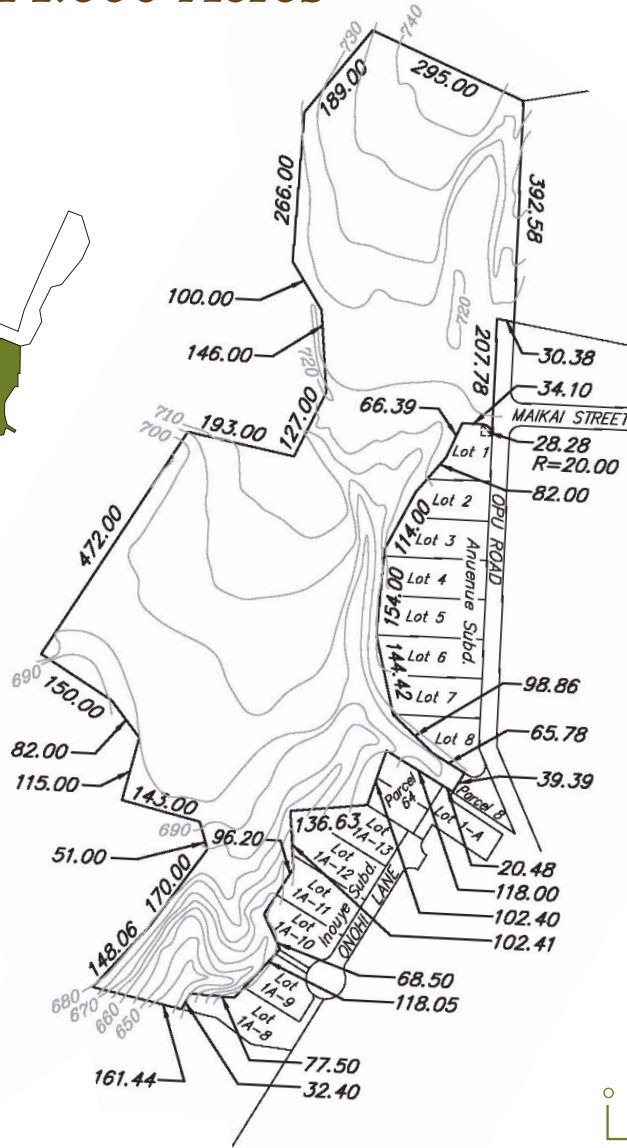 740
730
295.00
189.00
266.00
392.58
100.00
720
146.00
720
207.78
30.38
34.10
127.00
66.39
MAIKAI STREET
710
193.00
700
28.28
R=20.00
Lot 1
82.00
Lot 2
OPU ROAD
114.00
Lot 3
472.00
Anuenue Subd.
Lot 4
154.00
Lot 5
Lot 6
144.42
690
150.00
Lot 7
98.86
Lot 8
65.78
82.00
39.39
115.00
Parcel 64
Parcel 8
143.00
Lot 1-A
690
96.20
136.63
Lot 1A-13
51.00
Lot 1A-12
20.48
118.00
170.00
Lot 1A-11
Inouye Subd.
ONOHI LANE
102.40
Lot 1A-10
102.41
148.06
68.50
680
Lot 1A-9
118.05
670
660
650
Lot 1A-8
77.50
161.44
32.40